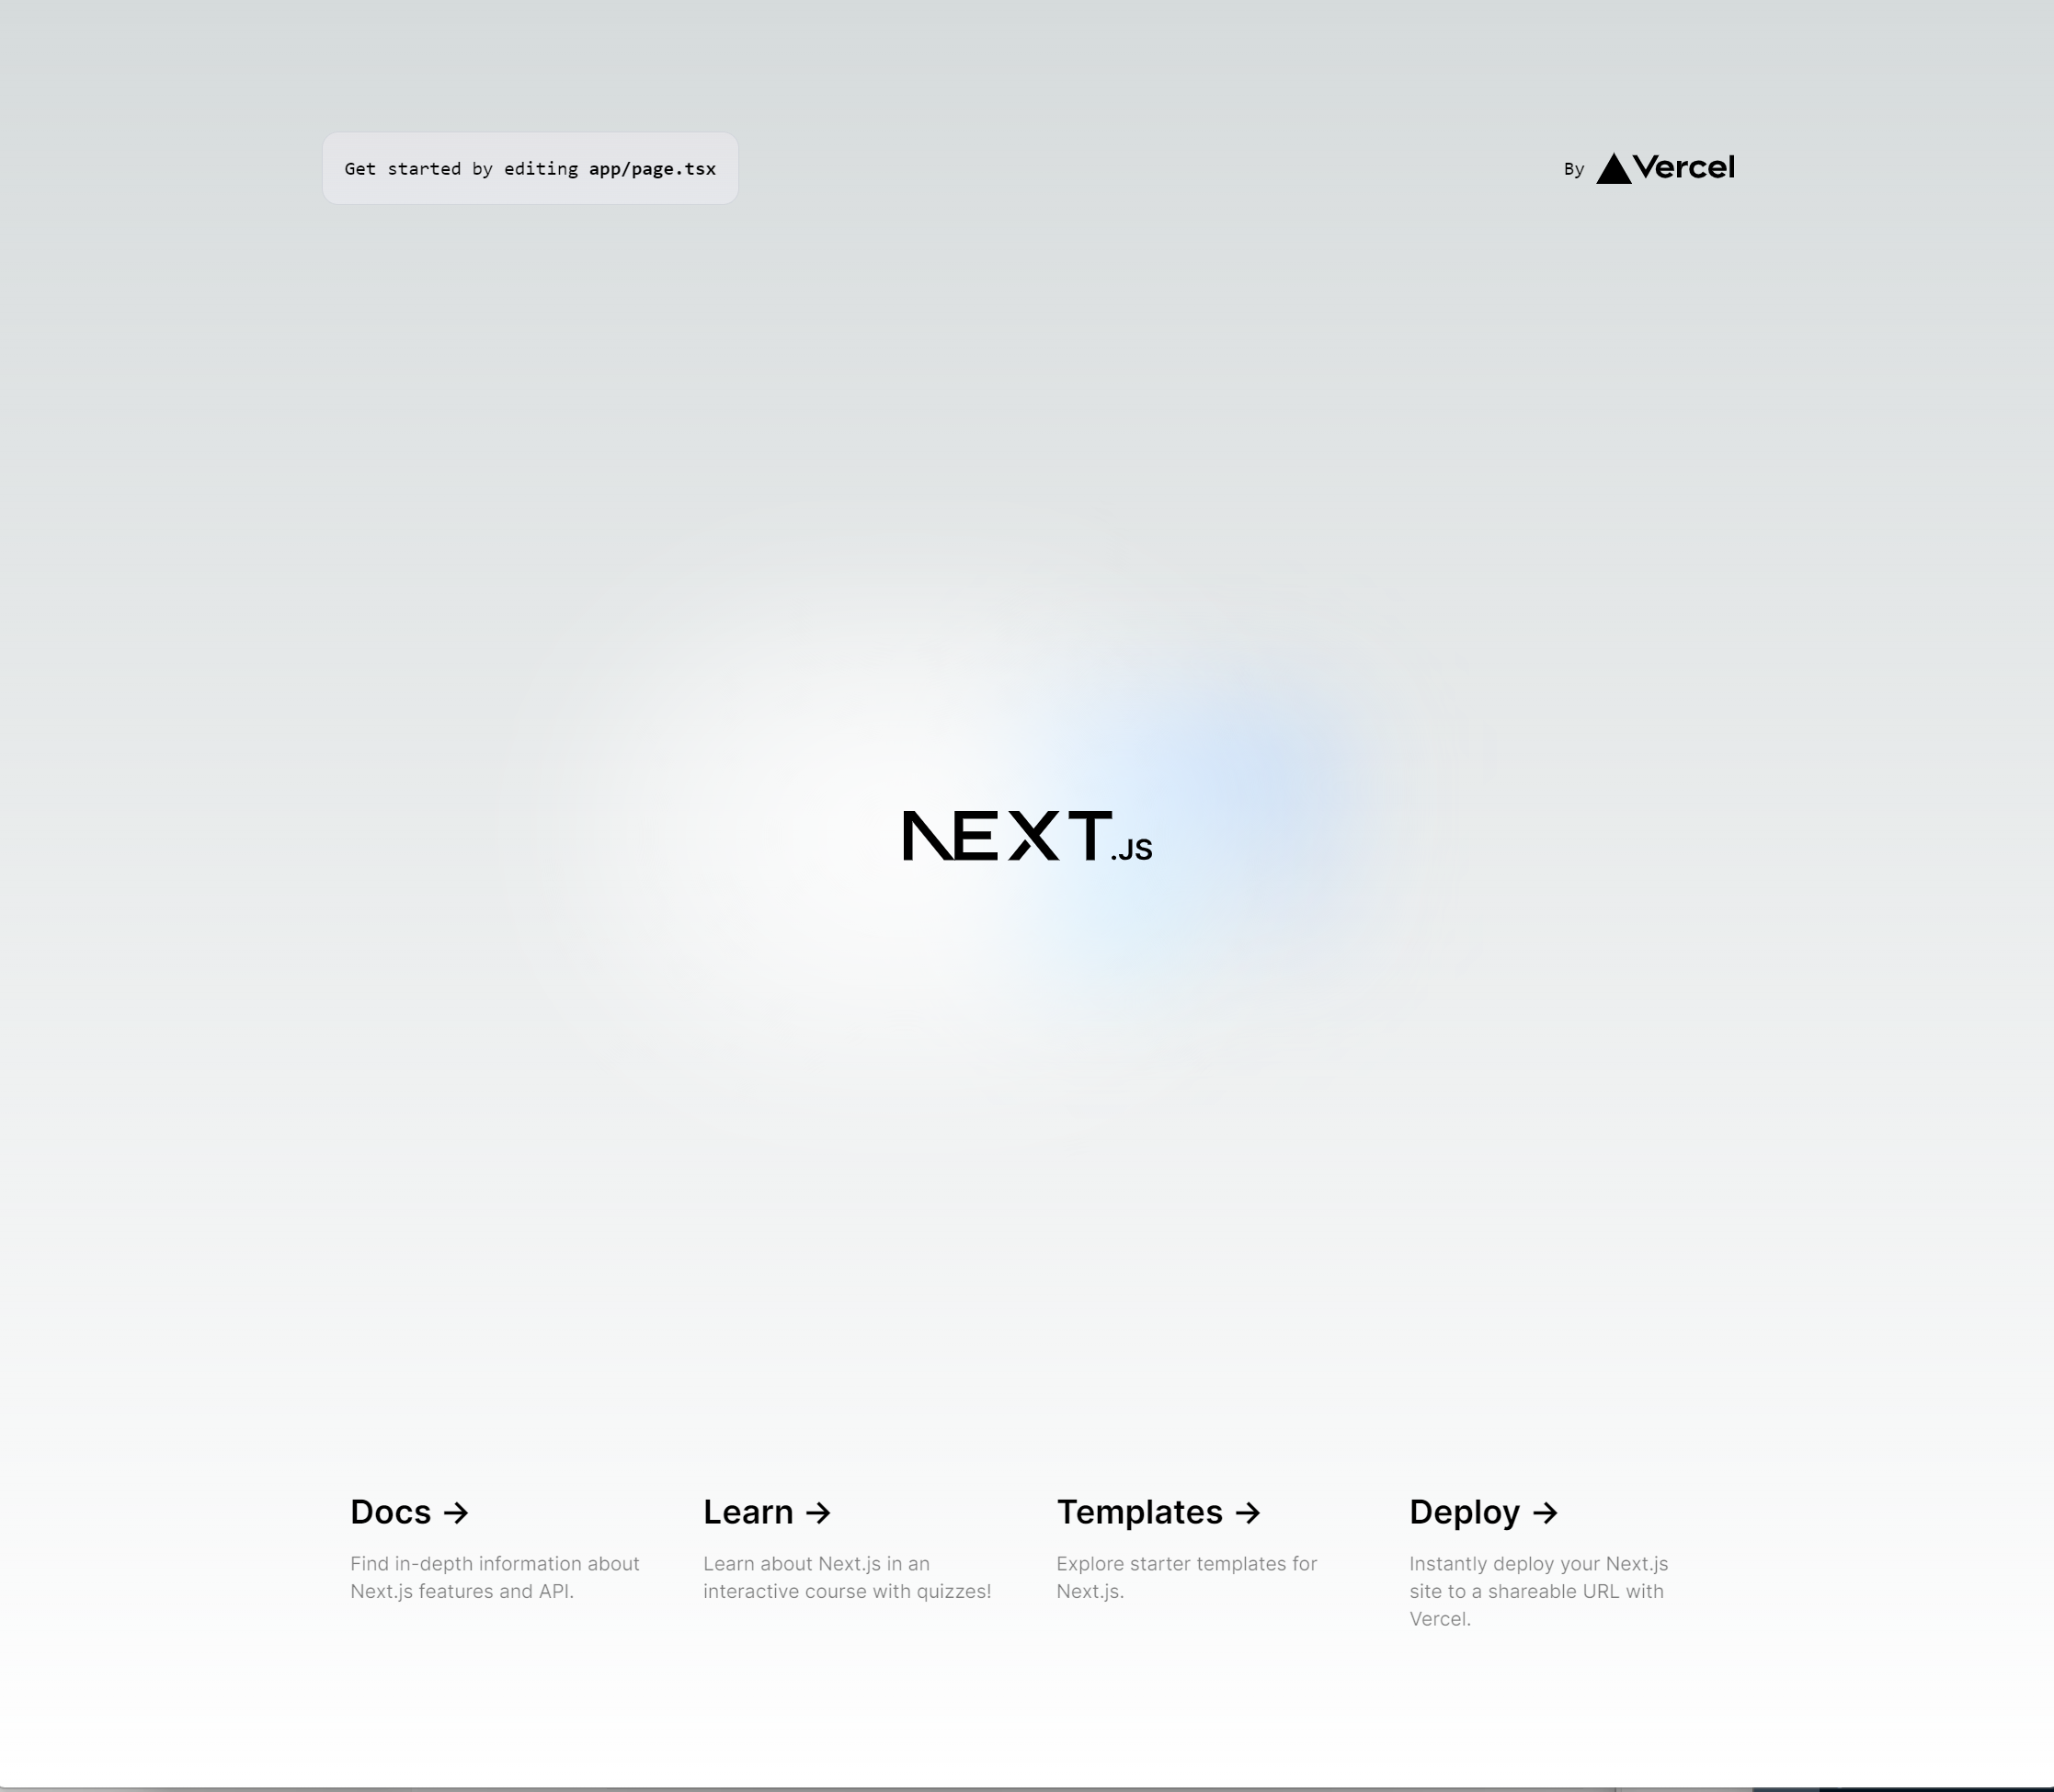 Get started by editing app/page.tsx
By Vercel
NEXT.JS
Docs →
Find in-depth information about
Next.js features and API.
Learn →
Learn about Next.js in an
interactive course with quizzes!
Templates →
Explore starter templates for
Next.js.
Deploy →
Instantly deploy your Next.js
site to a shareable URL with
Vercel.